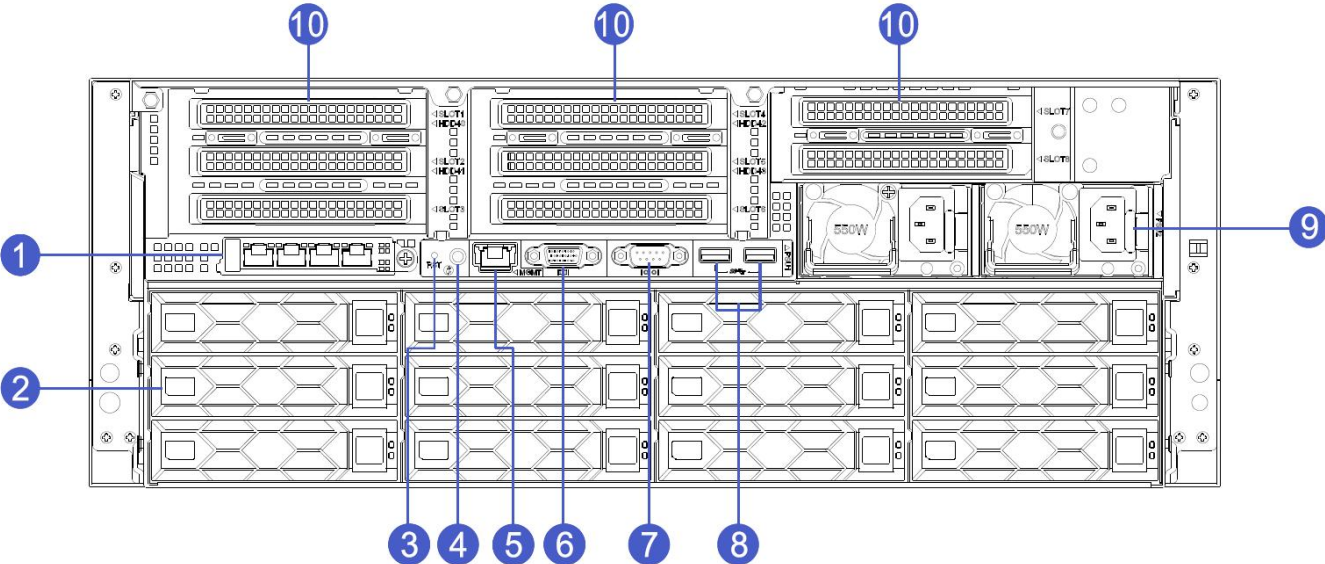 10 10 10
◁SLOT1 ◁SLOT4 ◁SLOT7
◁HDD40 ◁HDD42
◁SLOT2 ◁SLOT5 ◁SLOT8
◁HDD41 ◁HDD43
◁SLOT3 ◁SLOT6
550W 550W
9
1
◁MGMT
2
3 4 5 6 7 8